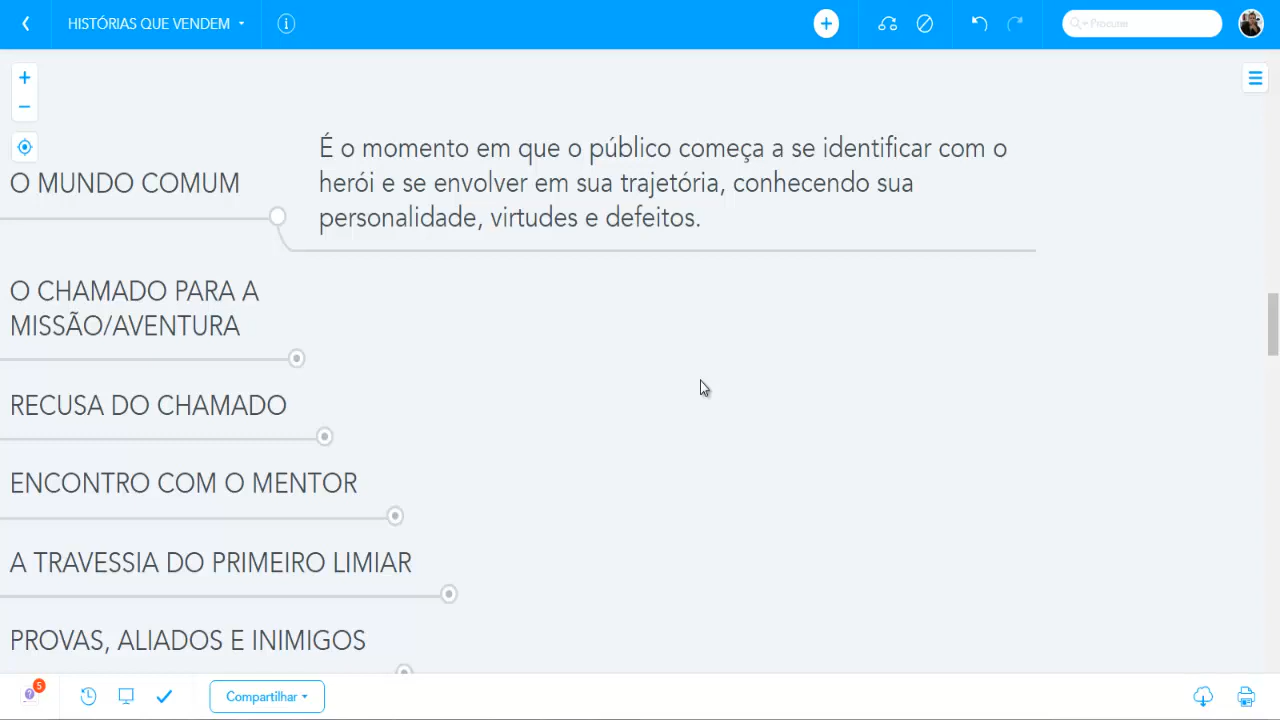 HISTÓRIAS QUE VENDEM
Procurar
O MUNDO COMUM
É o momento em que o público começa a se identificar com o
herói e se envolver em sua trajetória, conhecendo sua
personalidade, virtudes e defeitos.
O CHAMADO PARA A
MISSÃO/AVENTURA
RECUSA DO CHAMADO
ENCONTRO COM O MENTOR
A TRAVESSIA DO PRIMEIRO LIMIAR
PROVAS, ALIADOS E INIMIGOS
5
Compartilhar